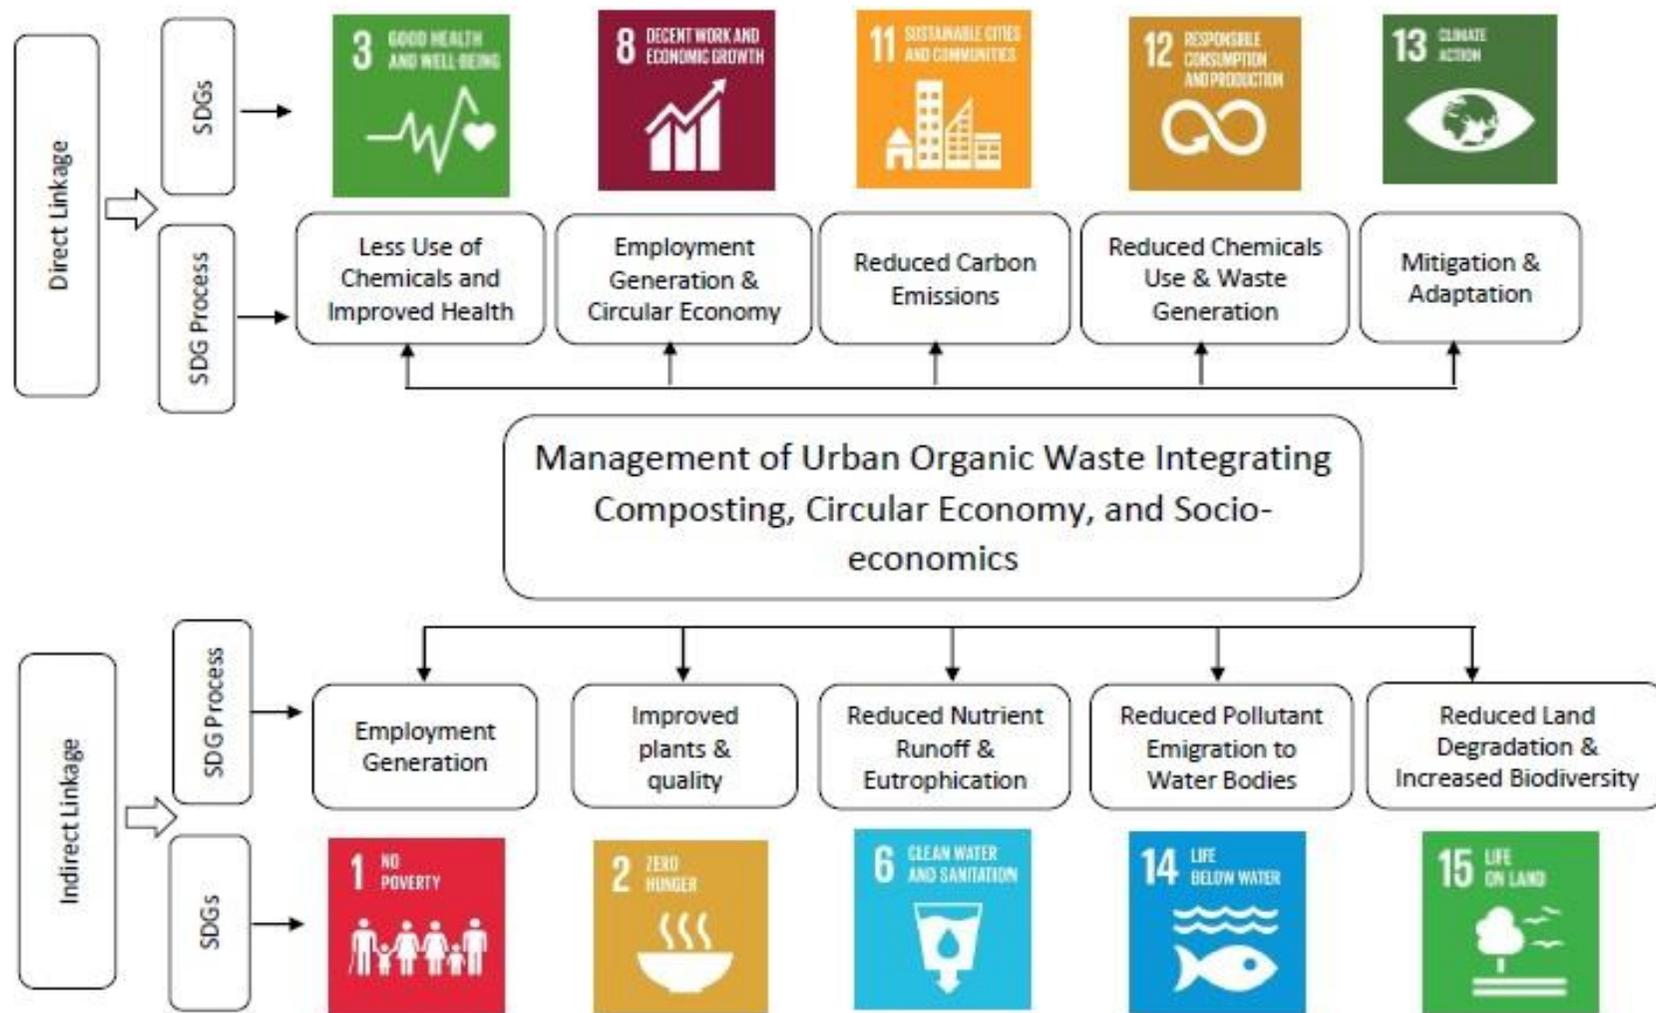 Direct Linkage
SDGs
3 GOOD HEALTH
AND WELL-BEING
8 DECENT WORK AND
ECONOMIC GROWTH
11 SUSTAINABLE CITIES
AND COMMUNITIES
12 RESPONSIBLE
CONSUMPTION
AND PRODUCTION
13 CLIMATE
ACTION
SDG Process
Less Use of
Chemicals and
Improved Health
Employment
Generation &
Circular Economy
Reduced Carbon
Emissions
Reduced Chemicals
Use & Waste
Generation
Mitigation &
Adaptation
Management of Urban Organic Waste Integrating
Composting, Circular Economy, and Socio-
economics
Indirect Linkage
SDG Process
Employment
Generation
Improved
plants &
quality
Reduced Nutrient
Runoff &
Eutrophication
Reduced Pollutant
Emigration to
Water Bodies
Reduced Land
Degradation &
Increased Biodiversity
SDGs
1 NO
POVERTY
2 ZERO
HUNGER
6 CLEAN WATER
AND SANITATION
14 LIFE
BELOW WATER
15 LIFE
ON LAND